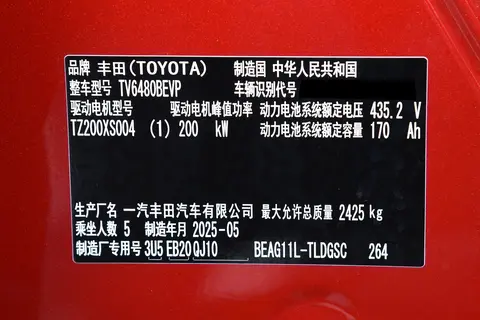 品牌 丰田(TOYOTA) 制造国 中华人民共和国
整车型号 TV6480BEVP 车辆识别代号
驱动电机型号 驱动电机峰值功率 动力电池系统额定电压 435.2 V
TZ200XS004 (1) 200 kW 动力电池系统额定容量 170 Ah
生产厂名 一汽丰田汽车有限公司 最大允许总质量 2425 kg
乘坐人数 5 制造年月 2025-05
制造厂专用号 3U5 EB20 QJ10 BEAG11L-TLDGSC 264